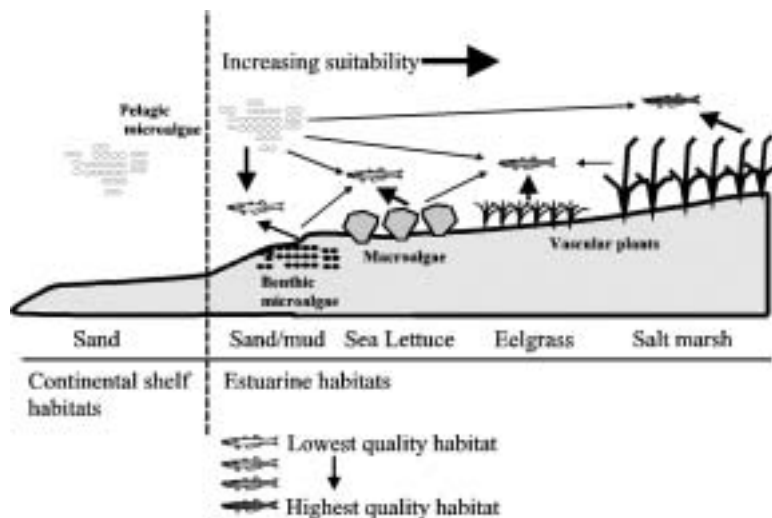 Increasing suitability
Pelagic
microalgae
Benthic
microalgae
Macroalgae
Vascular plants
Sand
Sand/mud
Sea Lettuce
Eelgrass
Salt marsh
Continental shelf
habitats
Estuarine habitats
Lowest quality habitat
Highest quality habitat